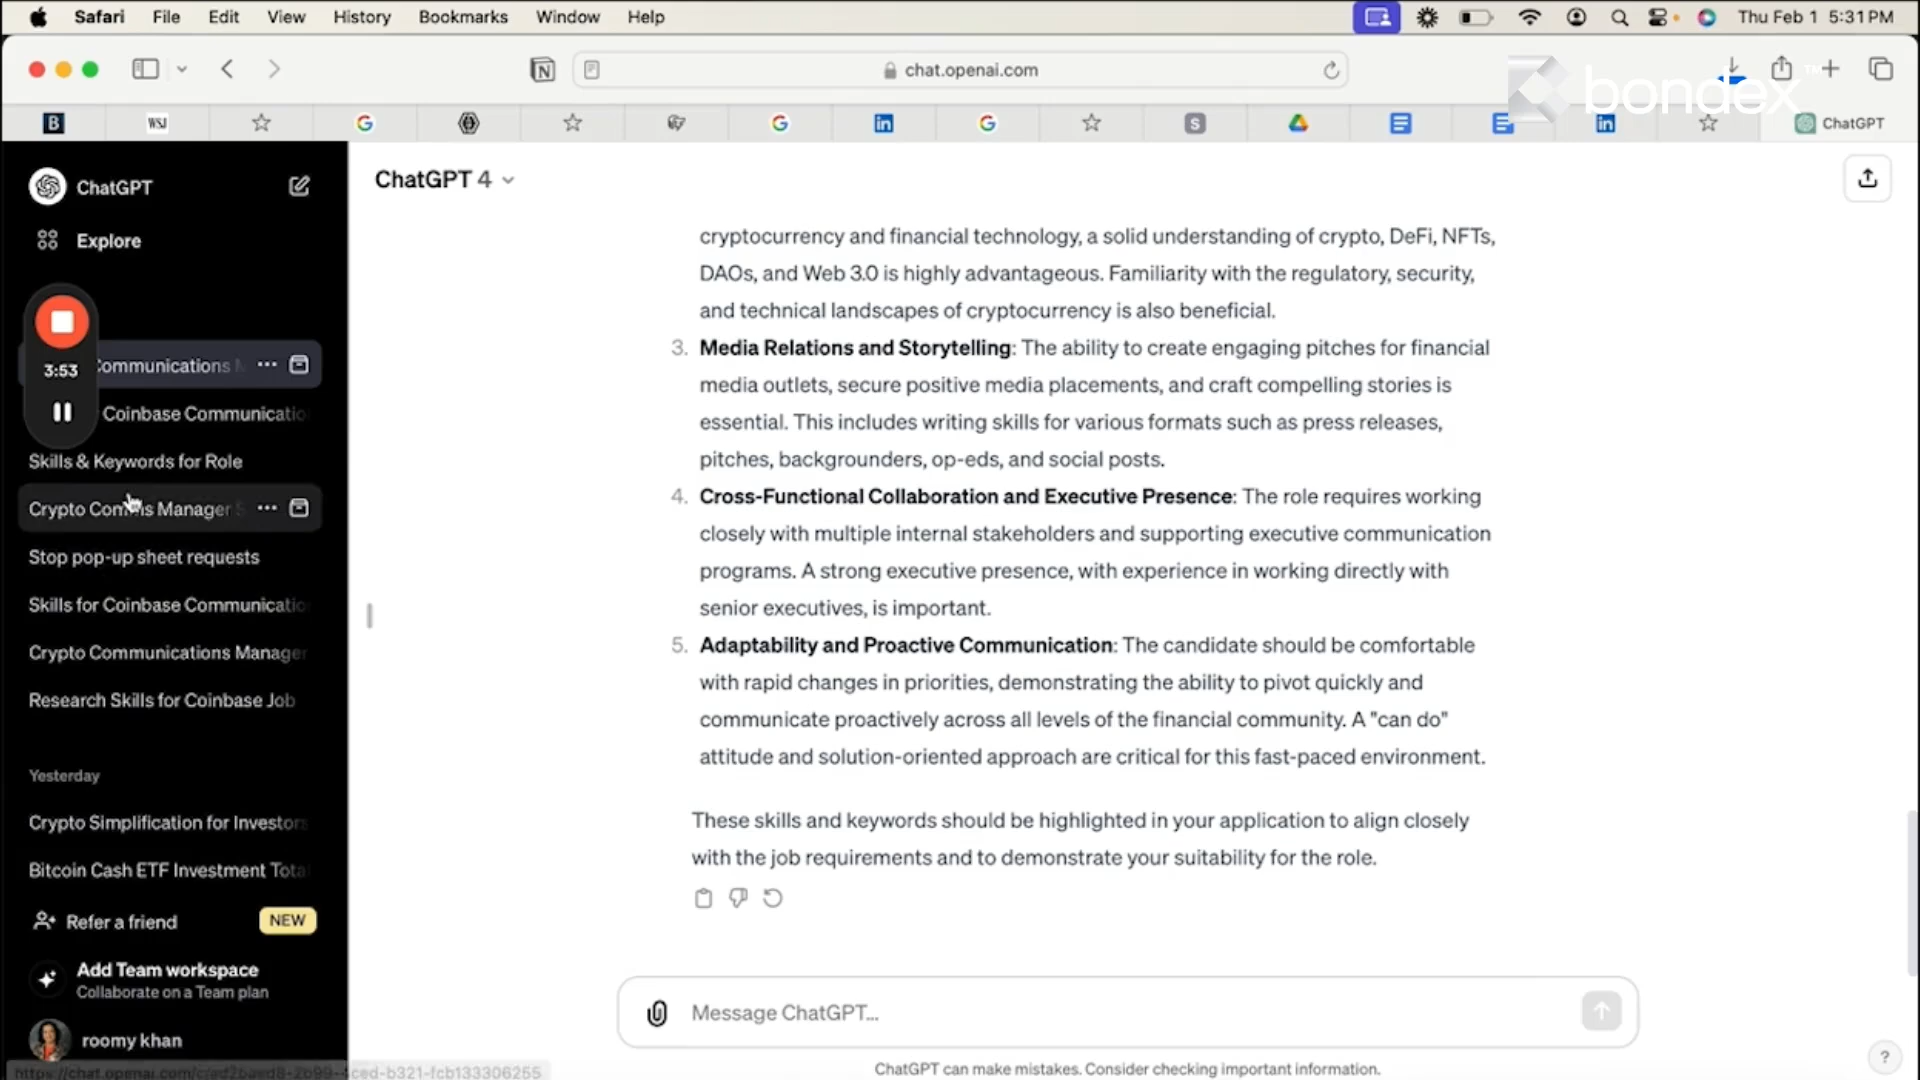 Safari File Edit View History Bookmarks Window Help Thu Feb 1 5:31 PM
chat.openai.com
bondex™
B WSJ G G in G S in ChatGPT
ChatGPT
Explore
3:53
Communications
Coinbase Communicatio
Skills & Keywords for Role
Crypto Comms Manager
Stop pop-up sheet requests
Skills for Coinbase Communicatio
Crypto Communications Manager
Research Skills for Coinbase Job
Yesterday
Crypto Simplification for Investors
Bitcoin Cash ETF Investment Tota
Refer a friend NEW
Add Team workspace
Collaborate on a Team plan
roomy khan
ChatGPT 4
cryptocurrency and financial technology, a solid understanding of crypto, DeFi, NFTs,
DAOs, and Web 3.0 is highly advantageous. Familiarity with the regulatory, security,
and technical landscapes of cryptocurrency is also beneficial.
3. Media Relations and Storytelling: The ability to create engaging pitches for financial
media outlets, secure positive media placements, and craft compelling stories is
essential. This includes writing skills for various formats such as press releases,
pitches, backgrounders, op-eds, and social posts.
4. Cross-Functional Collaboration and Executive Presence: The role requires working
closely with multiple internal stakeholders and supporting executive communication
programs. A strong executive presence, with experience in working directly with
senior executives, is important.
5. Adaptability and Proactive Communication: The candidate should be comfortable
with rapid changes in priorities, demonstrating the ability to pivot quickly and
communicate proactively across all levels of the financial community. A "can do"
attitude and solution-oriented approach are critical for this fast-paced environment.
These skills and keywords should be highlighted in your application to align closely
with the job requirements and to demonstrate your suitability for the role.
Message ChatGPT...
ChatGPT can make mistakes. Consider checking important information.
?